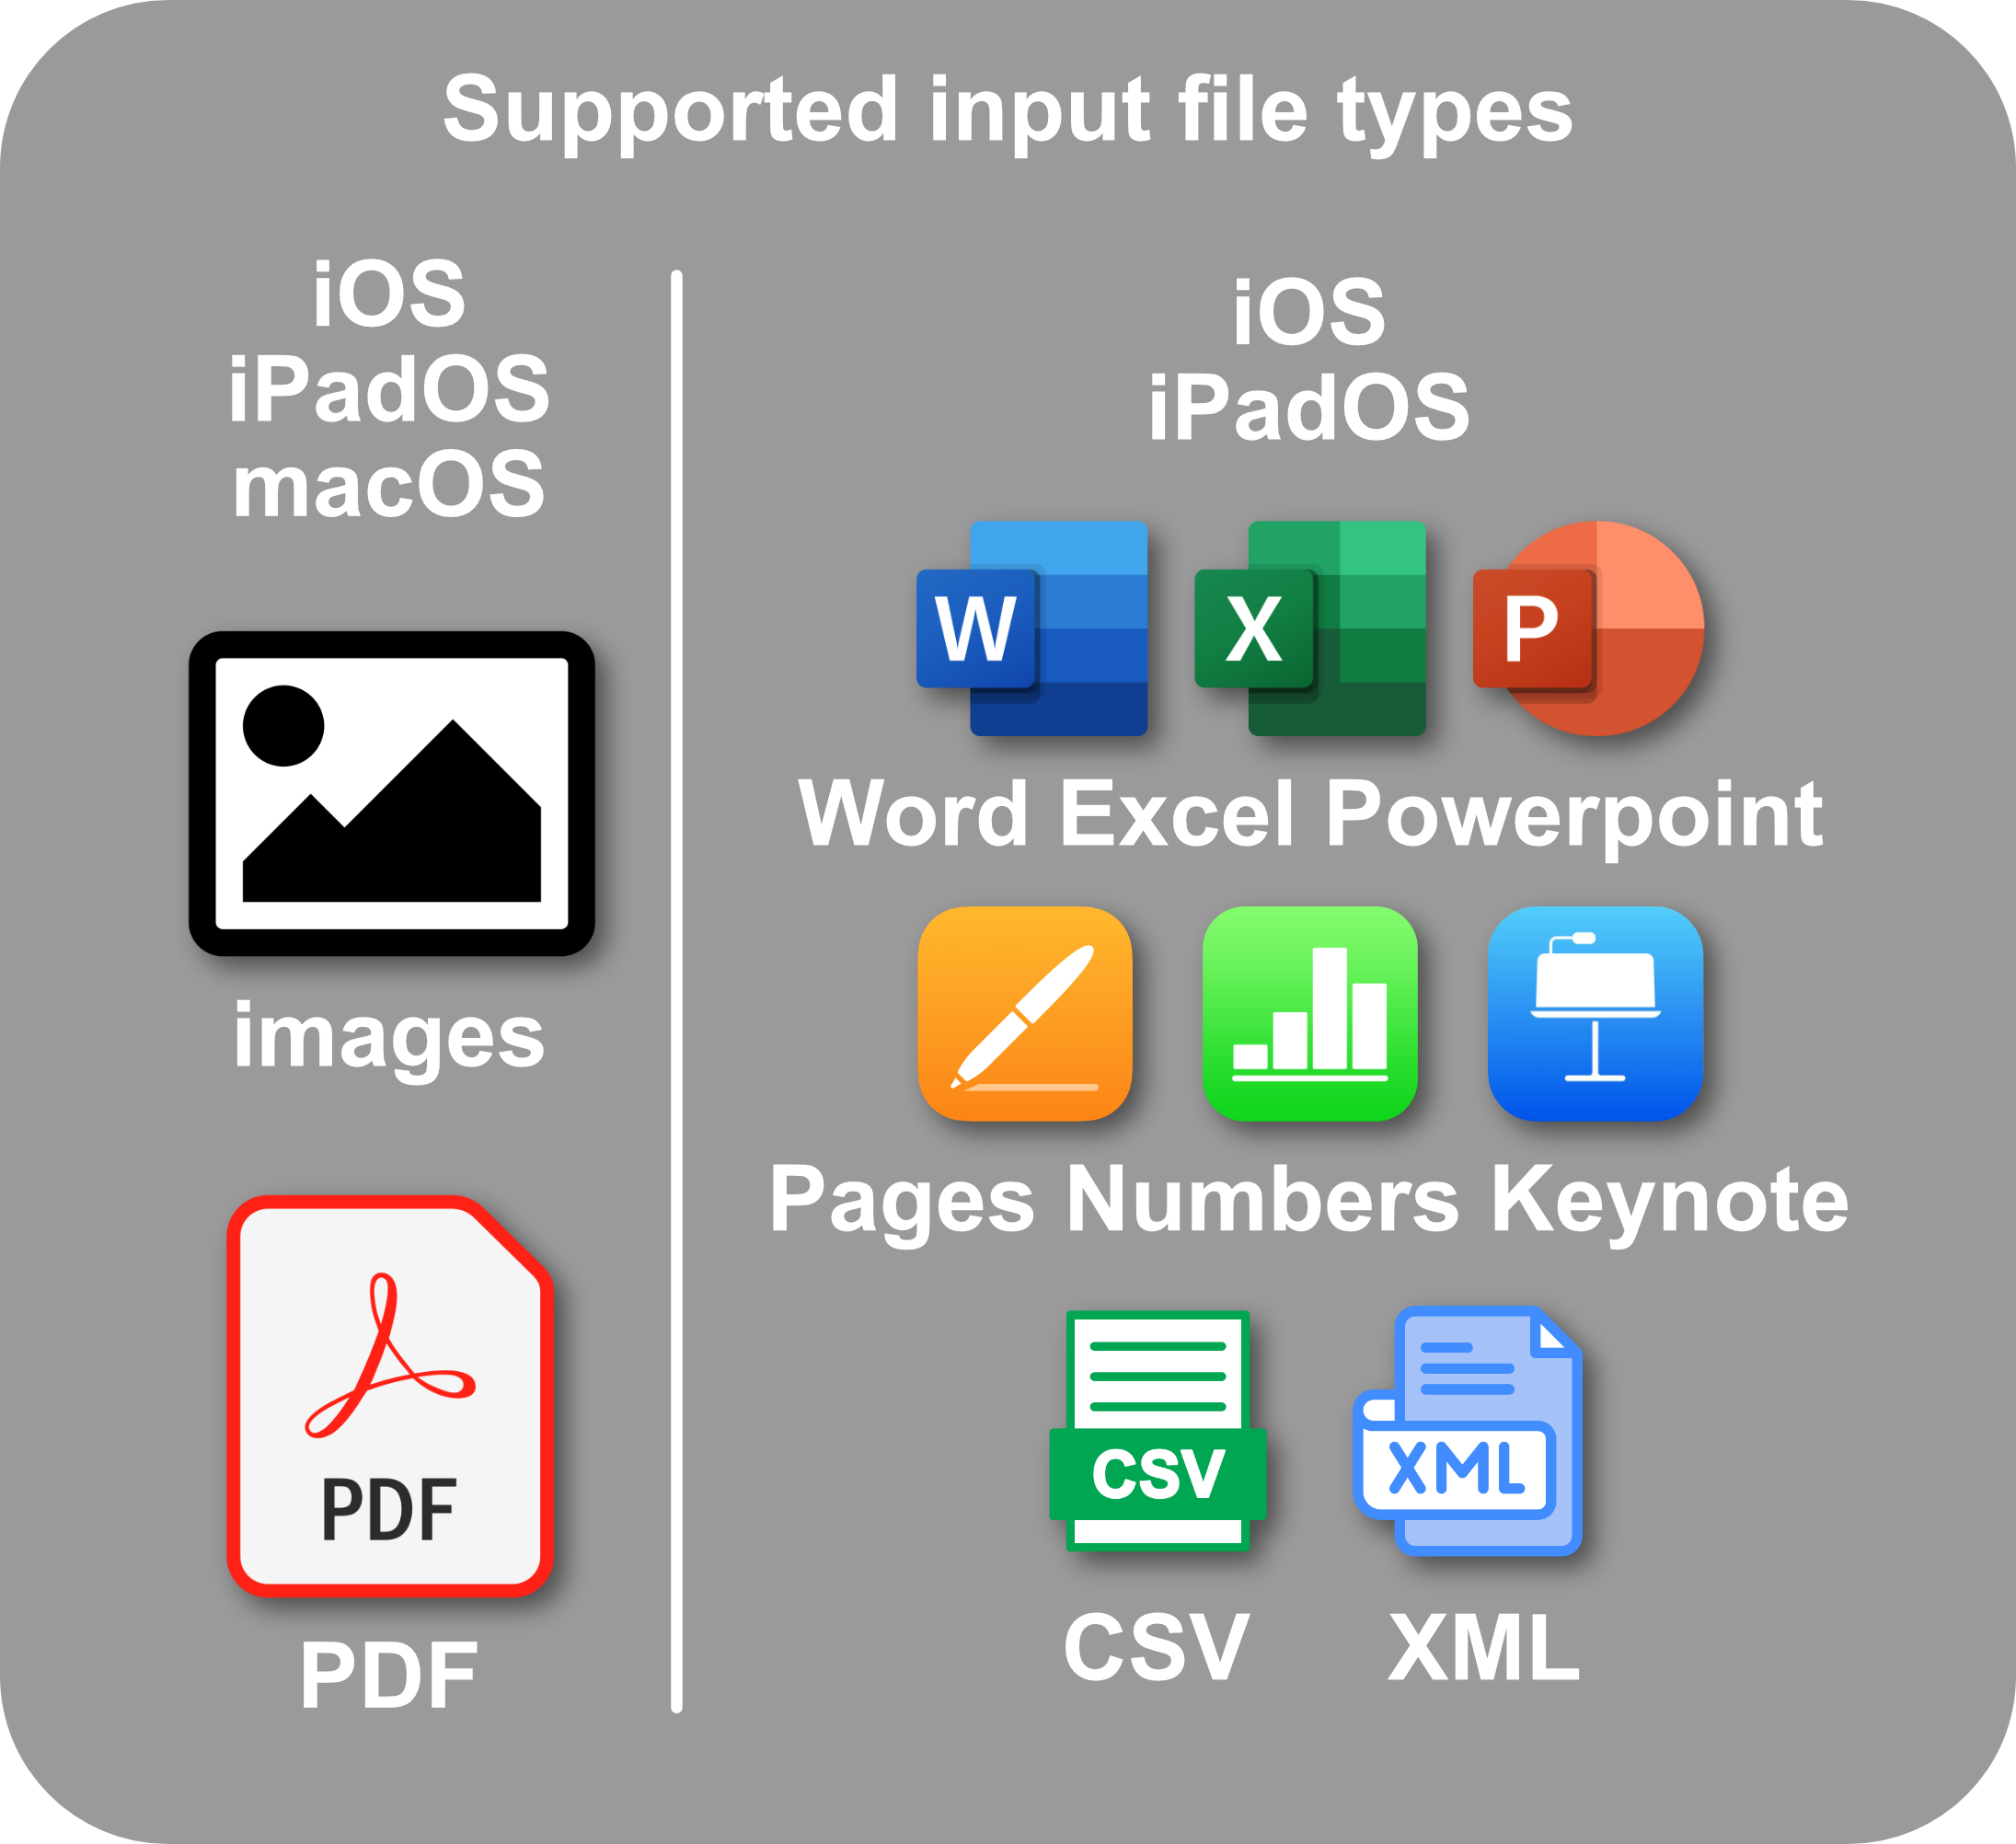 Supported input file types
iOS
iPadOS
macOS
images
PDF
PDF
iOS
iPadOS
W X P
Word Excel Powerpoint
Pages Numbers Keynote
CSV XML
CSV XML